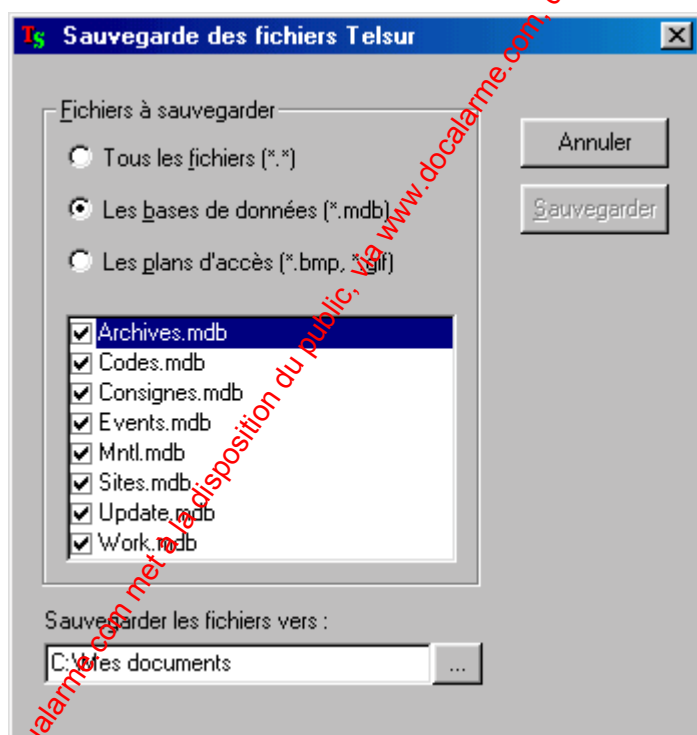 TS Sauvegarde des fichiers Telsur
Fichiers à sauvegarder
Tous les fichiers (*.*)
Les bases de données (*.mdb)
Les plans d'accès (*.bmp, *.gif)
Archives.mdb
Codes.mdb
Consignes.mdb
Events.mdb
Mntl.mdb
Sites.mdb
Update.mdb
Work.mdb
Annuler
Sauvegarder
Sauvegarder les fichiers vers :
C:\Mes documents
...
alarme.com met à la disposition du public, via www.docalarme.com,